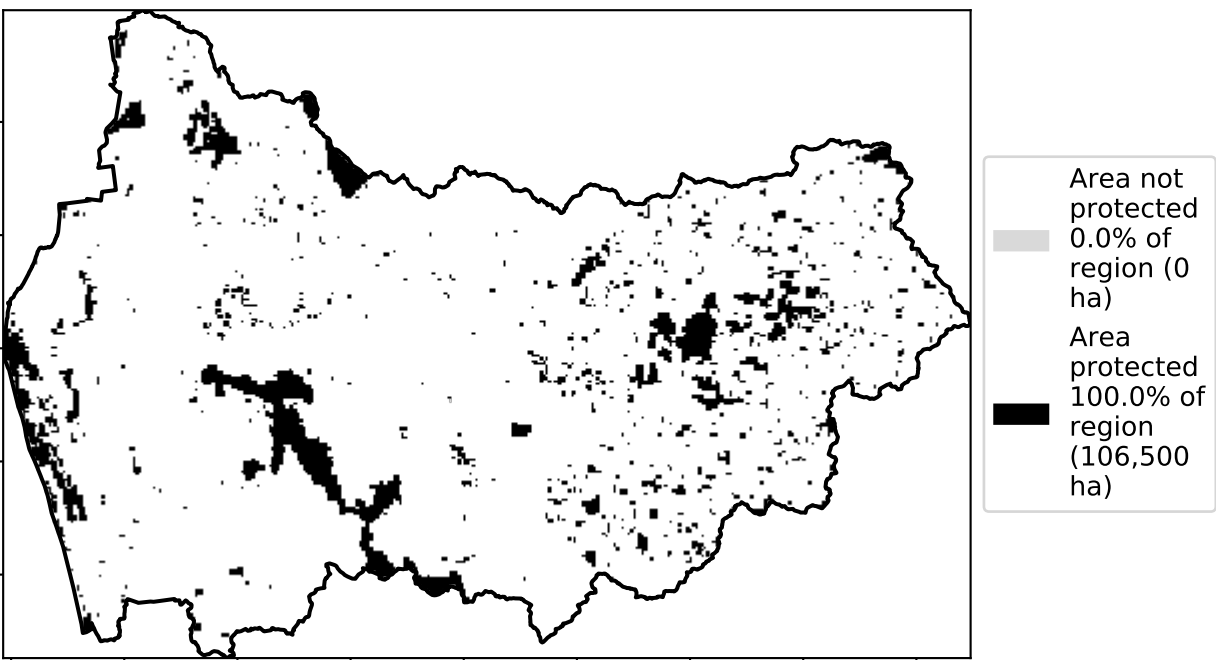 Area not
protected
0.0% of
region (0
ha)
Area
protected
100.0% of
region
(106,500
ha)